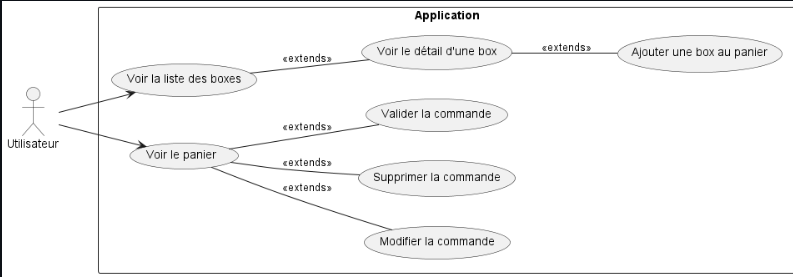 Application
Voir le détail d'une box
«extends»
Ajouter une box au panier
«extends»
Voir la liste des boxes
Utilisateur
Voir le panier
«extends»
Valider la commande
«extends»
Supprimer la commande
«extends»
Modifier la commande